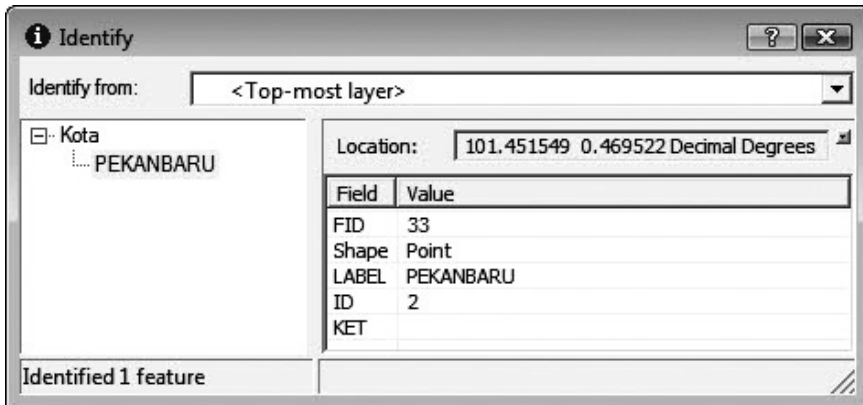 Identify
Identify from: <Top-most layer>
Kota
PEKANBARU
Location: 101.451549 0.469522 Decimal Degrees
Field Value
FID 33
Shape Point
LABEL PEKANBARU
ID 2
KET
Identified 1 feature